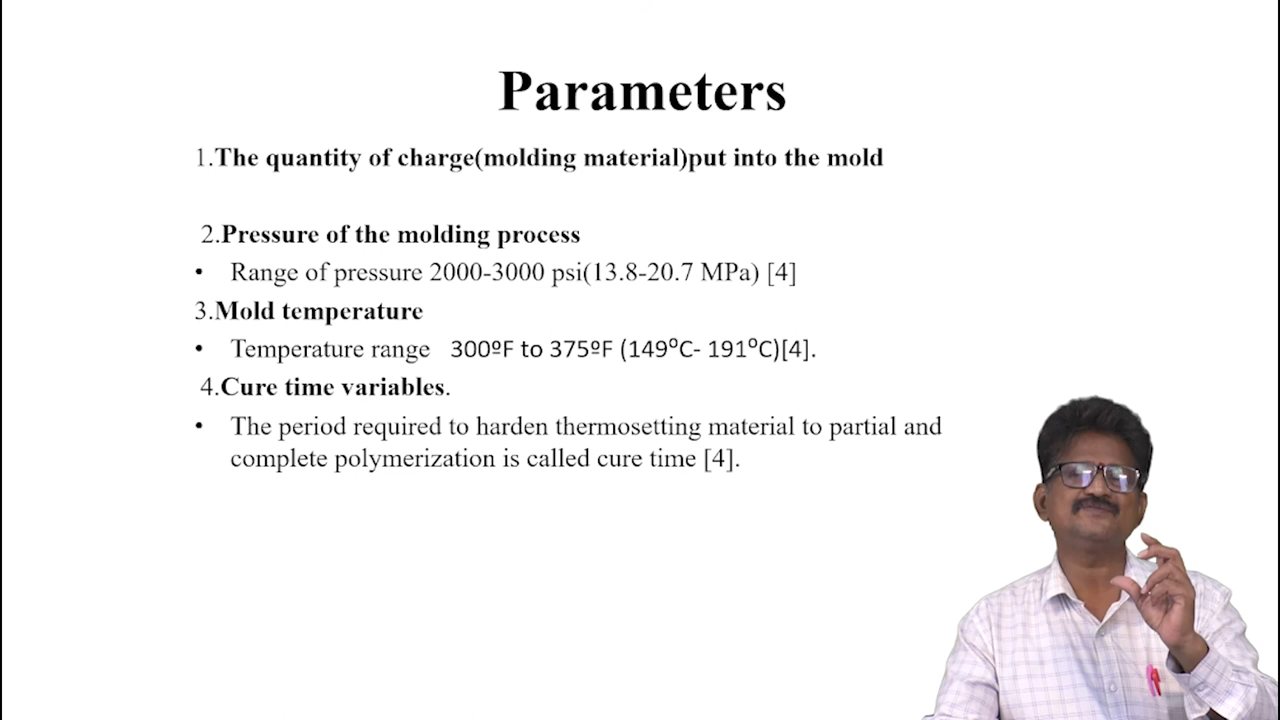 Parameters
1.The quantity of charge(molding material)put into the mold
2.Pressure of the molding process
• Range of pressure 2000-3000 psi(13.8-20.7 MPa) [4]
3.Mold temperature
• Temperature range 300ºF to 375ºF (149⁰C- 191⁰C)[4].
4.Cure time variables.
• The period required to harden thermosetting material to partial and
complete polymerization is called cure time [4].